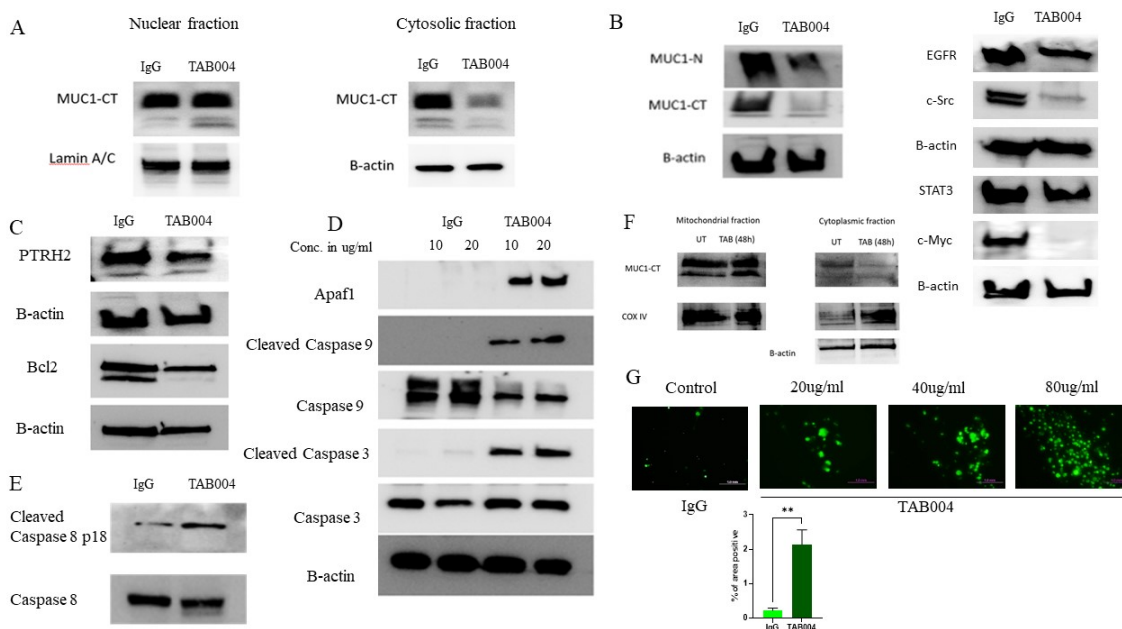 A
Nuclear fraction
Cytosolic fraction
IgG TAB004
IgG TAB004
MUC1-CT
MUC1-CT
Lamin A/C
B-actin
B
IgG TAB004
MUC1-N
MUC1-CT
B-actin
IgG TAB004
EGFR
c-Src
B-actin
STAT3
c-Myc
B-actin
C
IgG TAB004
PTRH2
B-actin
Bcl2
B-actin
D
IgG TAB004
Conc. in ug/ml 10 20 10 20
Apaf1
Cleaved Caspase 9
Caspase 9
Cleaved Caspase 3
Caspase 3
B-actin
E
IgG TAB004
Cleaved
Caspase 8 p18
Caspase 8
F
Mitochondrial fraction Cytoplasmic fraction
UT TAB (48h) UT TAB (48h)
MUC1-CT
COX IV
B-actin
G
Control 20ug/ml 40ug/ml 80ug/ml
IgG TAB004
% of area positive
3
2
1
0
**
IgG TAB004